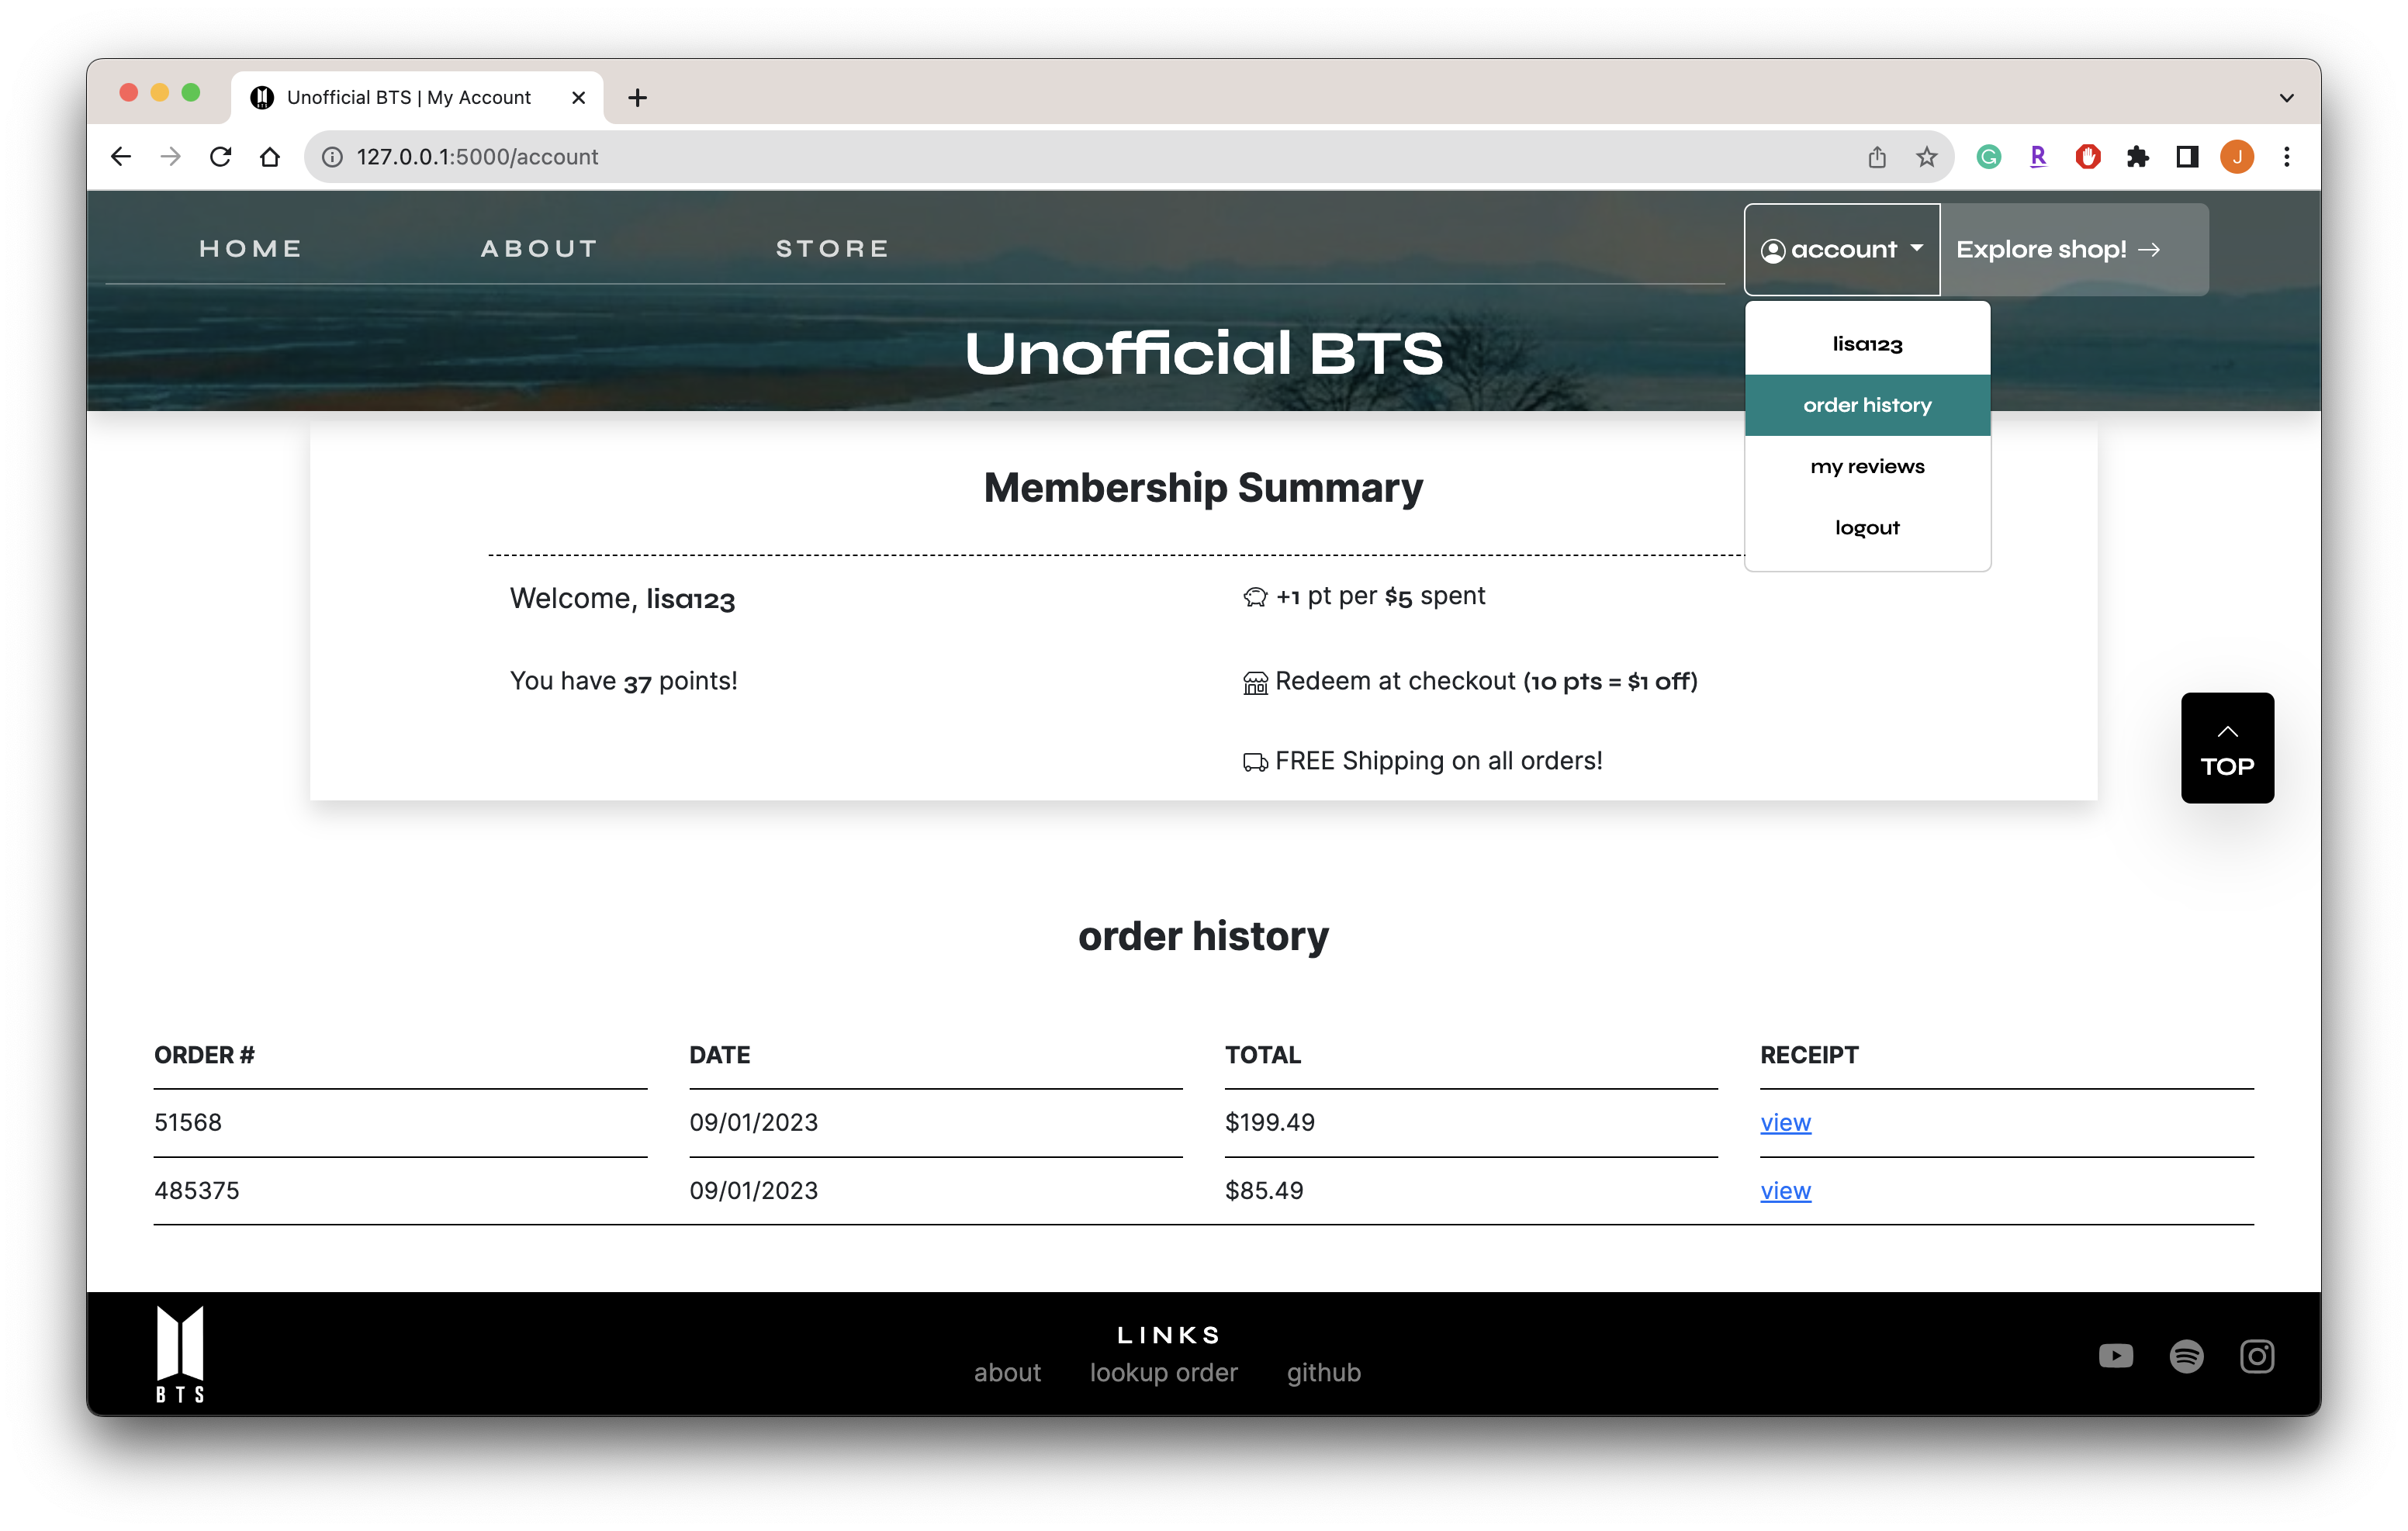 Unofficial BTS | My Account
127.0.0.1:5000/account
J
HOME ABOUT STORE account Explore shop! →
Unofficial BTS
lisa123
order history
my reviews
logout
Membership Summary
Welcome, lisa123
You have 37 points!
+1 pt per $5 spent
Redeem at checkout (10 pts = $1 off)
FREE Shipping on all orders!
TOP
order history
ORDER # DATE TOTAL RECEIPT
51568 09/01/2023 $199.49 view
485375 09/01/2023 $85.49 view
BTS
LINKS
about lookup order github